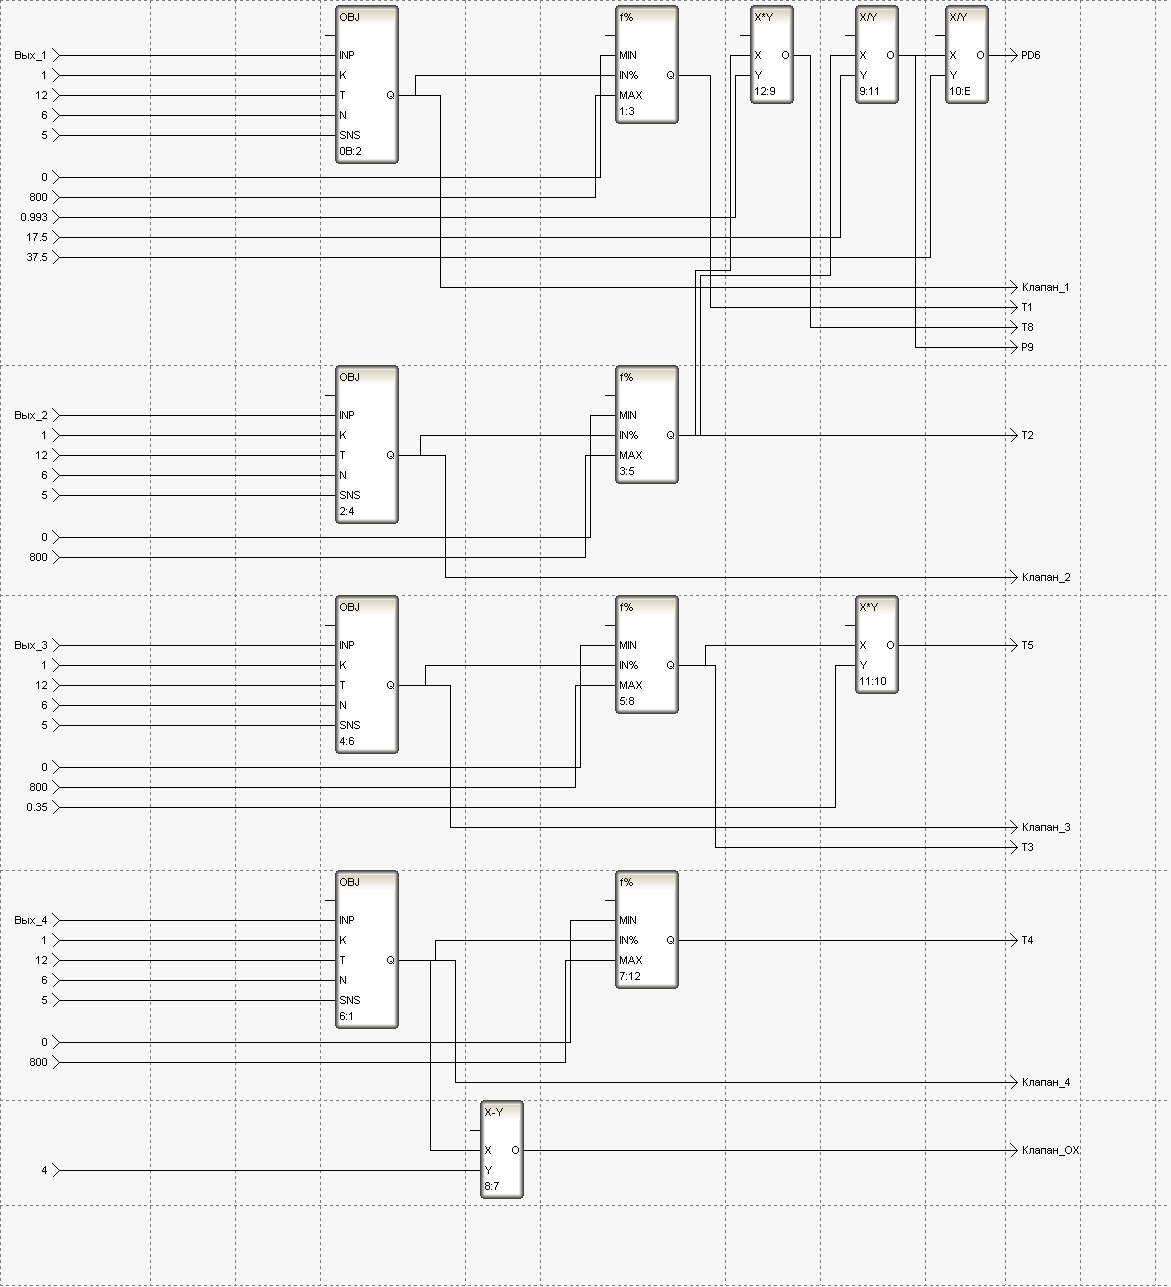 OBJ f% X*Y X/Y X/Y
Вых_1 INP MIN X O X O X O PD6
1 K IN% Q Y Y Y
12 T Q MAX 12:9 9:11 10:E
6 N 1:3
5 SNS
0B:2
0
800
0.993
17.5
37.5
Клапан_1
T1
T8
P9
OBJ f%
Вых_2 INP MIN
1 K IN% Q T2
12 T Q MAX
6 N 3:5
5 SNS
2:4
0
800
Клапан_2
OBJ f% X*Y
Вых_3 INP MIN X O T5
1 K IN% Q Y
12 T Q MAX 11:10
6 N 5:8
5 SNS
4:6
0
800
0.35
Клапан_3
T3
OBJ f%
Вых_4 INP MIN
1 K IN% Q T4
12 T Q MAX
6 N 7:12
5 SNS
6:1
0
800
Клапан_4
X-Y
X O Клапан_OX
4 Y
8:7